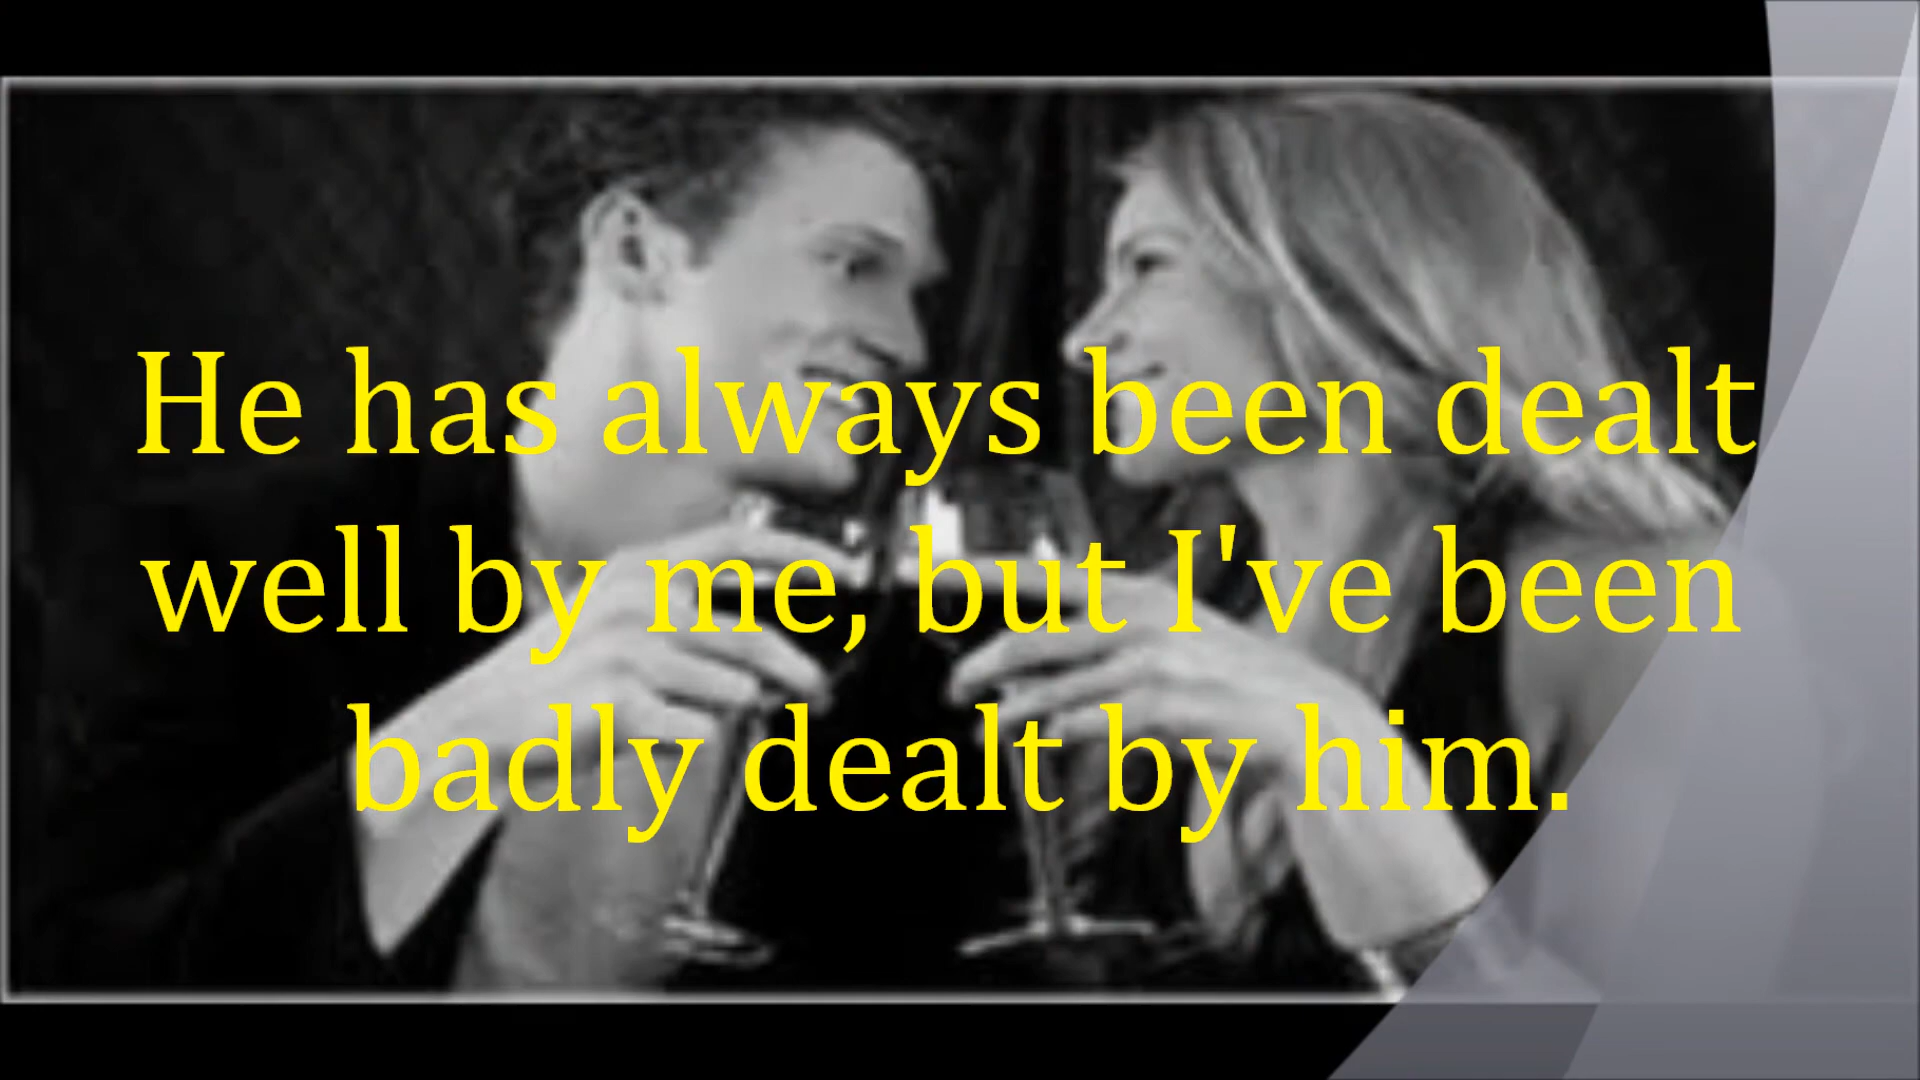 He has always been dealt
well by me, but I've been
badly dealt by him.